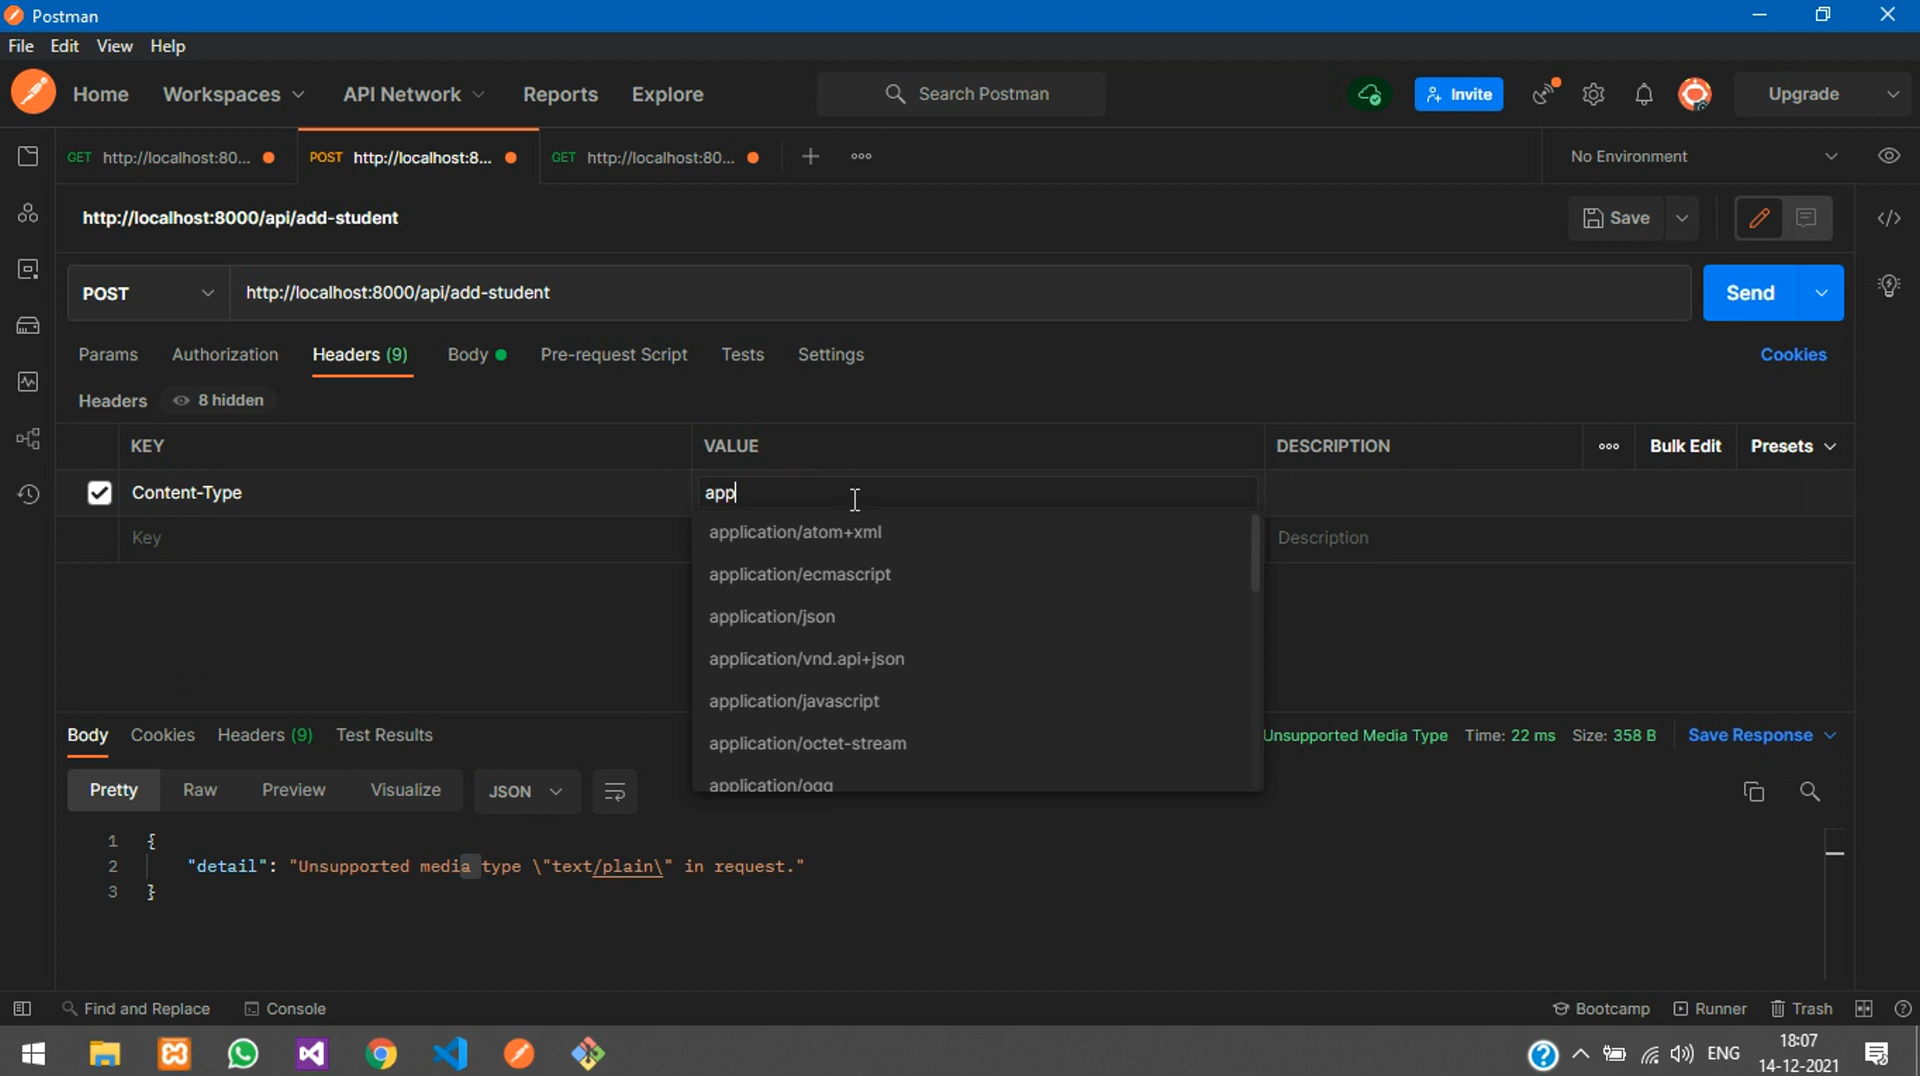 Postman
File Edit View Help
Home Workspaces API Network Reports Explore Search Postman Invite Upgrade
GET http://localhost:80... POST http://localhost:8... GET http://localhost:80... No Environment
http://localhost:8000/api/add-student Save
POST http://localhost:8000/api/add-student Send
Params Authorization Headers (9) Body Pre-request Script Tests Settings Cookies
Headers 8 hidden
KEY VALUE DESCRIPTION Bulk Edit Presets
Content-Type app
Key Description
application/atom+xml
application/ecmascript
application/json
application/vnd.api+json
application/javascript
application/octet-stream
application/ogg
Body Cookies Headers (9) Test Results Unsupported Media Type Time: 22 ms Size: 358 B Save Response
Pretty Raw Preview Visualize JSON
1 {
2 "detail": "Unsupported media type \"text/plain\" in request."
3 }
Find and Replace Console Bootcamp Runner Trash
ENG 18:07
14-12-2021